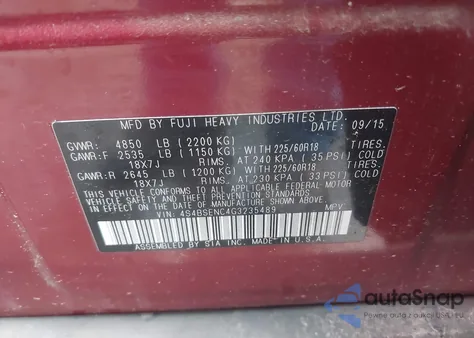 MFD BY FUJI HEAVY INDUSTRIES LTD.
DATE: 09/15
GVWR: 4850 LB (2200 KG)
GAWR:F 2535 LB (1150 KG) WITH 225/60R18 TIRES.
18X7J RIMS. AT 240 KPA (35 PSI) COLD
GAWR:R 2645 LB (1200 KG) WITH 225/60R18 TIRES.
18X7J RIMS. AT 230 KPA (33 PSI) COLD
THIS VEHICLE CONFORMS TO ALL APPLICABLE FEDERAL MOTOR
VEHICLE SAFETY AND THEFT PREVENTION STANDARDS IN EFFECT
ON THE DATE OF MANUFACTURE SHOWN ABOVE.
VIN: 4S4BSENC4G3235489 MPV
ASSEMBLED BY SIA INC. MADE IN U.S.A.
autoSnap